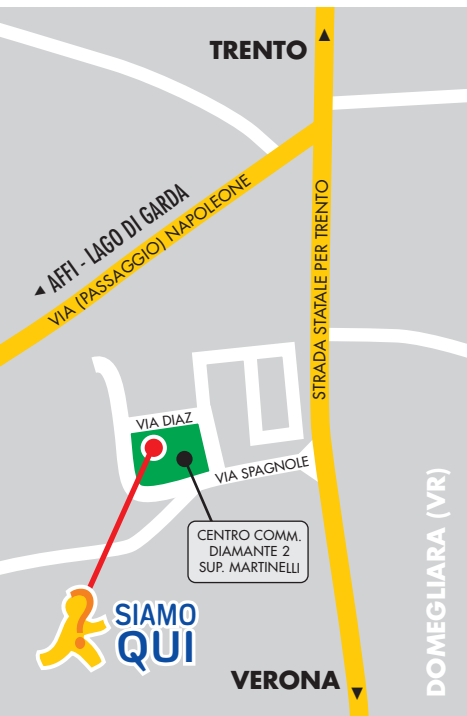 TRENTO
AFFI - LAGO DI GARDA
VIA (PASSAGGIO) NAPOLEONE
STRADA STATALE PER TRENTO
VIA DIAZ
VIA SPAGNOLE
CENTRO COMM.
DIAMANTE 2
SUP. MARTINELLI
?
SIAMO
QUI
VERONA
DOMEGLIARA (VR)